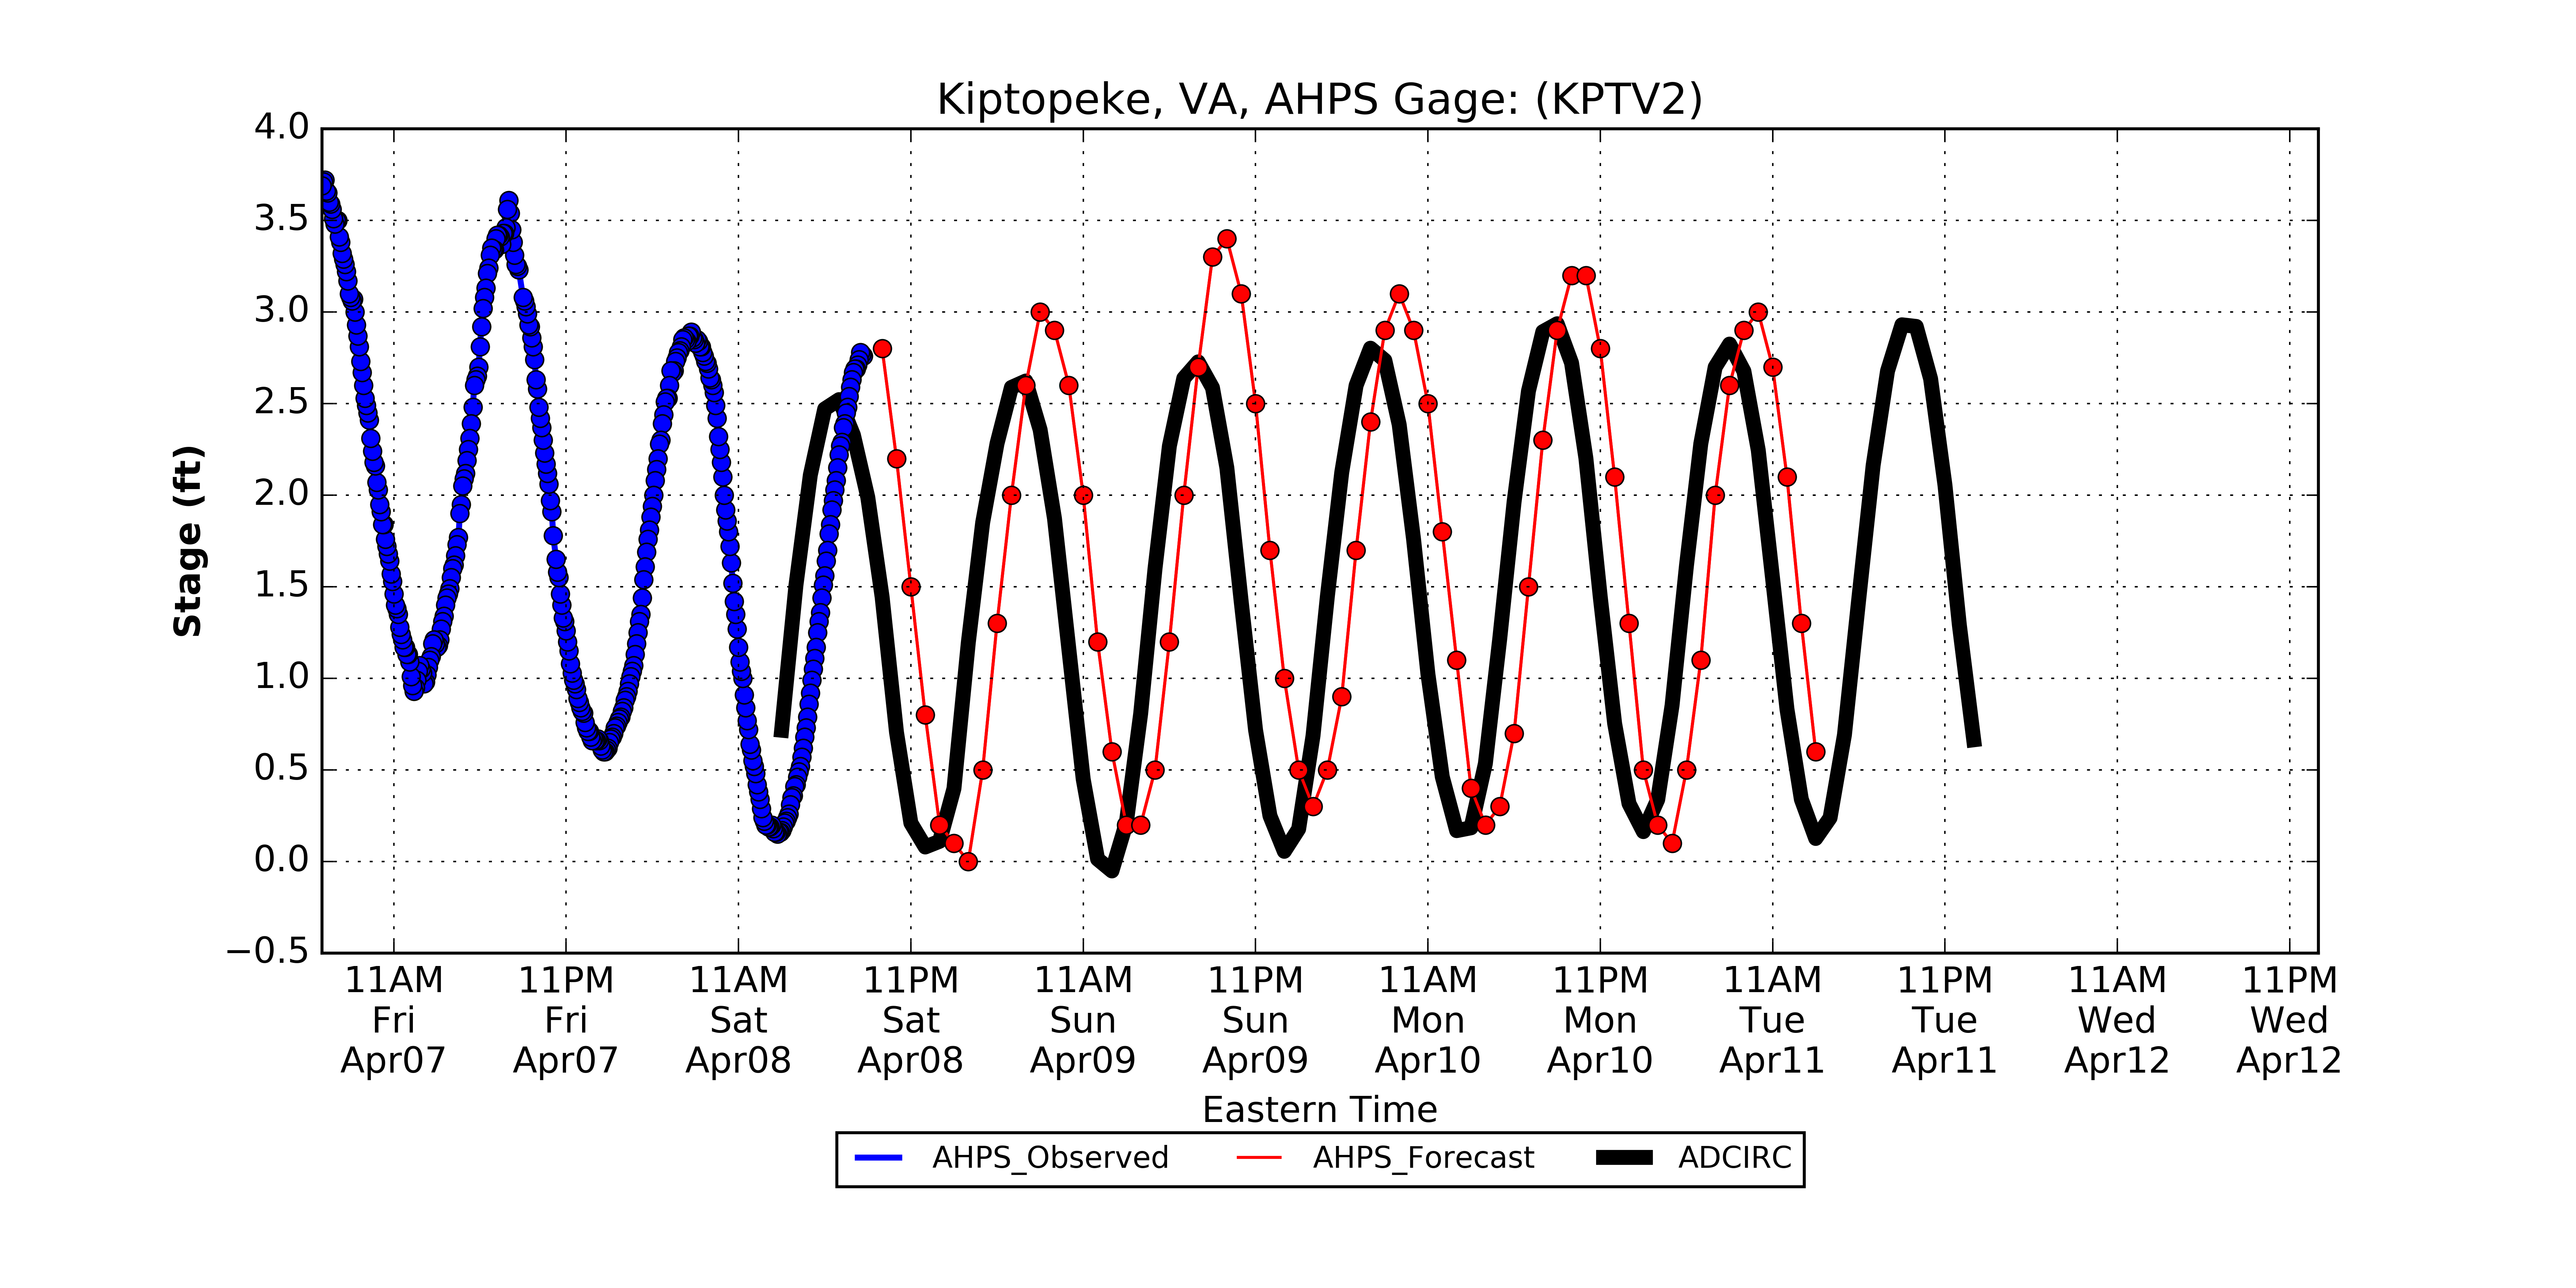 Kiptopeke, VA, AHPS Gage: (KPTV2)
4.0
3.5
3.0
2.5
2.0
1.5
1.0
0.5
0.0
−0.5
Stage (ft)
11AM 11PM 11AM 11PM 11AM 11PM 11AM 11PM 11AM 11PM 11AM 11PM
Fri Fri Sat Sat Sun Sun Mon Mon Tue Tue Wed Wed
Apr07 Apr07 Apr08 Apr08 Apr09 Apr09 Apr10 Apr10 Apr11 Apr11 Apr12 Apr12
Eastern Time
AHPS_Observed AHPS_Forecast ADCIRC